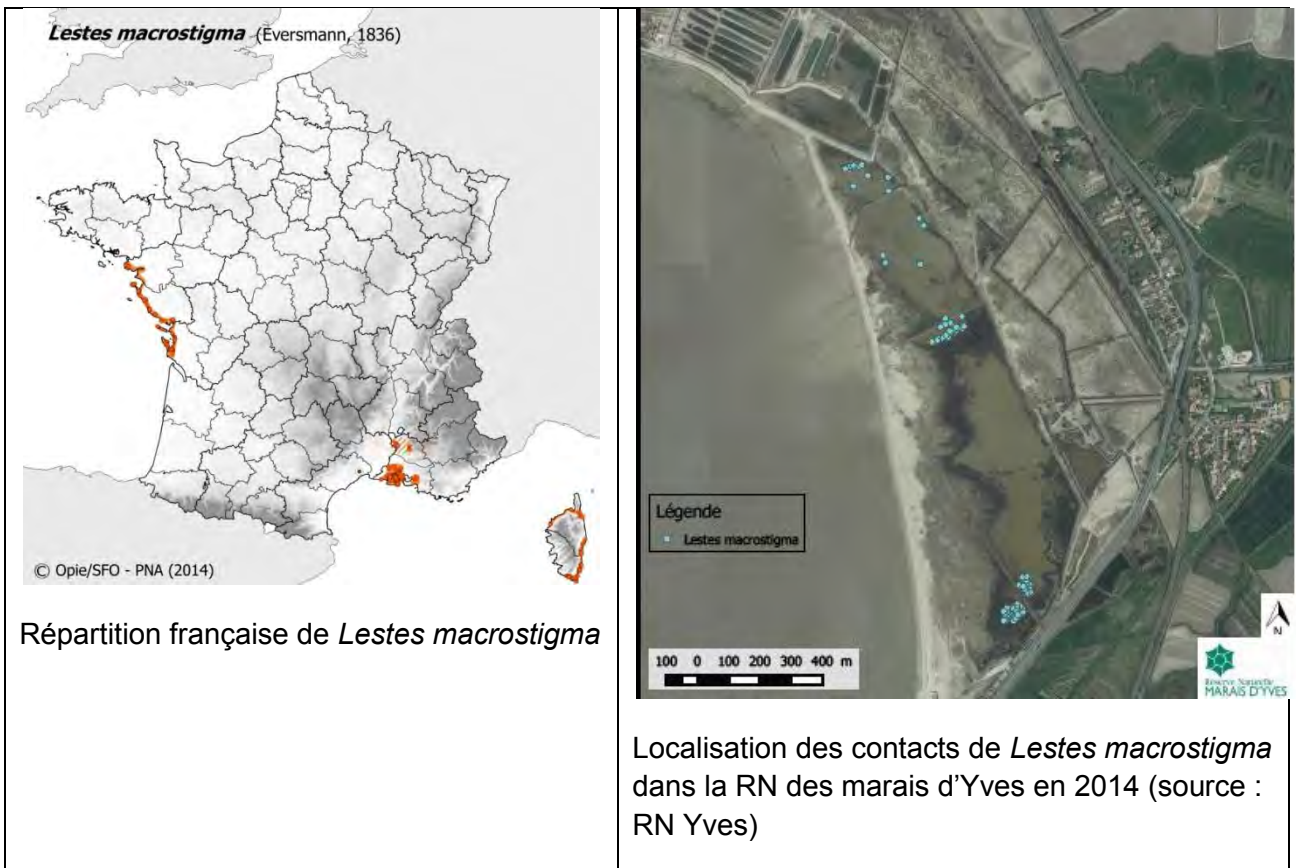 Lestes macrostigma (Eversmann, 1836)
© Opie/SFO - PNA (2014)
Répartition française de Lestes macrostigma
Légende
Lestes macrostigma
100 0 100 200 300 400 m
N
Réserve Naturelle
MARAIS D'YVES
Localisation des contacts de Lestes macrostigma
dans la RN des marais d’Yves en 2014 (source :
RN Yves)